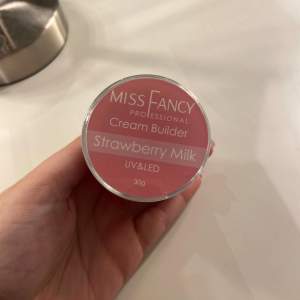 MISS FANCY
PROFESSIONAL
Cream Builder
Strawberry Milk
UV&LED
30g